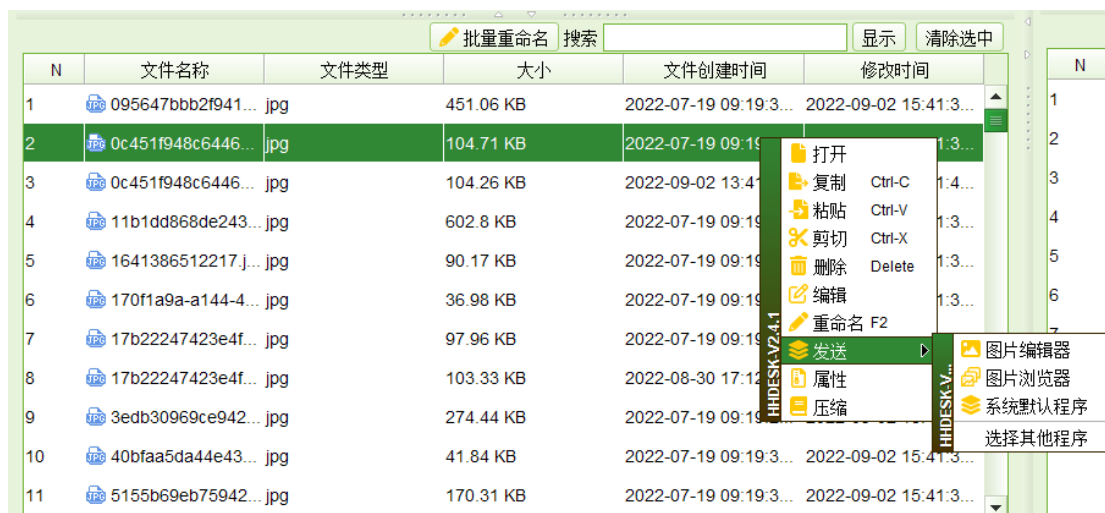 批量重命名 搜索 显示 清除选中
N 文件名称 文件类型 大小 文件创建时间 修改时间 N
1 095647bbb2f941... jpg 451.06 KB 2022-07-19 09:19:3... 2022-09-02 15:41:3... 1
2 0c451f948c6446... jpg 104.71 KB 2022-07-19 09:19 1:3... 2
3 0c451f948c6446... jpg 104.26 KB 2022-09-02 13:41 1:4... 3
4 11b1dd868de243... jpg 602.8 KB 2022-07-19 09:19 1:3... 4
5 1641386512217.j... jpg 90.17 KB 2022-07-19 09:19 1:3... 5
6 170f1a9a-a144-4... jpg 36.98 KB 2022-07-19 09:19 1:3... 6
7 17b22247423e4f... jpg 97.96 KB 2022-07-19 09:19
8 17b22247423e4f... jpg 103.33 KB 2022-08-30 17:12
9 3edb30969ce942... jpg 274.44 KB 2022-07-19 09:19
10 40bfaa5da44e43... jpg 41.84 KB 2022-07-19 09:19:3... 2022-09-02 15:41:3...
11 5155b69eb75942... jpg 170.31 KB 2022-07-19 09:19:3... 2022-09-02 15:41:3...
HHDESK-V2.4.1
打开
复制 Ctrl-C
粘贴 Ctrl-V
剪切 Ctrl-X
删除 Delete
编辑
重命名 F2
发送
属性
压缩
HHDESK-V...
图片编辑器
图片浏览器
系统默认程序
选择其他程序